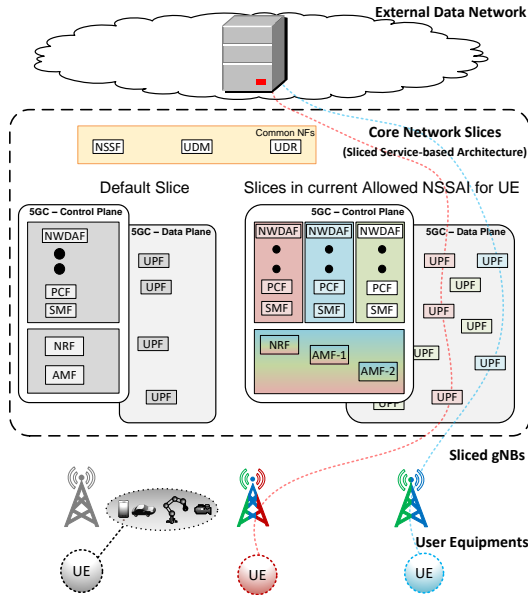 External Data Network
Common NFs
NSSF UDM UDR
Core Network Slices
(Sliced Service-based Architecture)
Default Slice
Slices in current Allowed NSSAI for UE
5GC – Control Plane
NWDAF
PCF
SMF
NRF
AMF
5GC – Data Plane
UPF
UPF
UPF
UPF
5GC – Control Plane
NWDAF NWDAF NWDAF
PCF PCF PCF
SMF SMF SMF
NRF
AMF-1
AMF-2
5GC – Data Plane
UPF UPF
UPF
UPF
UPF
UPF
UPF
UPF
UPF
Sliced gNBs
User Equipments
UE
UE
UE